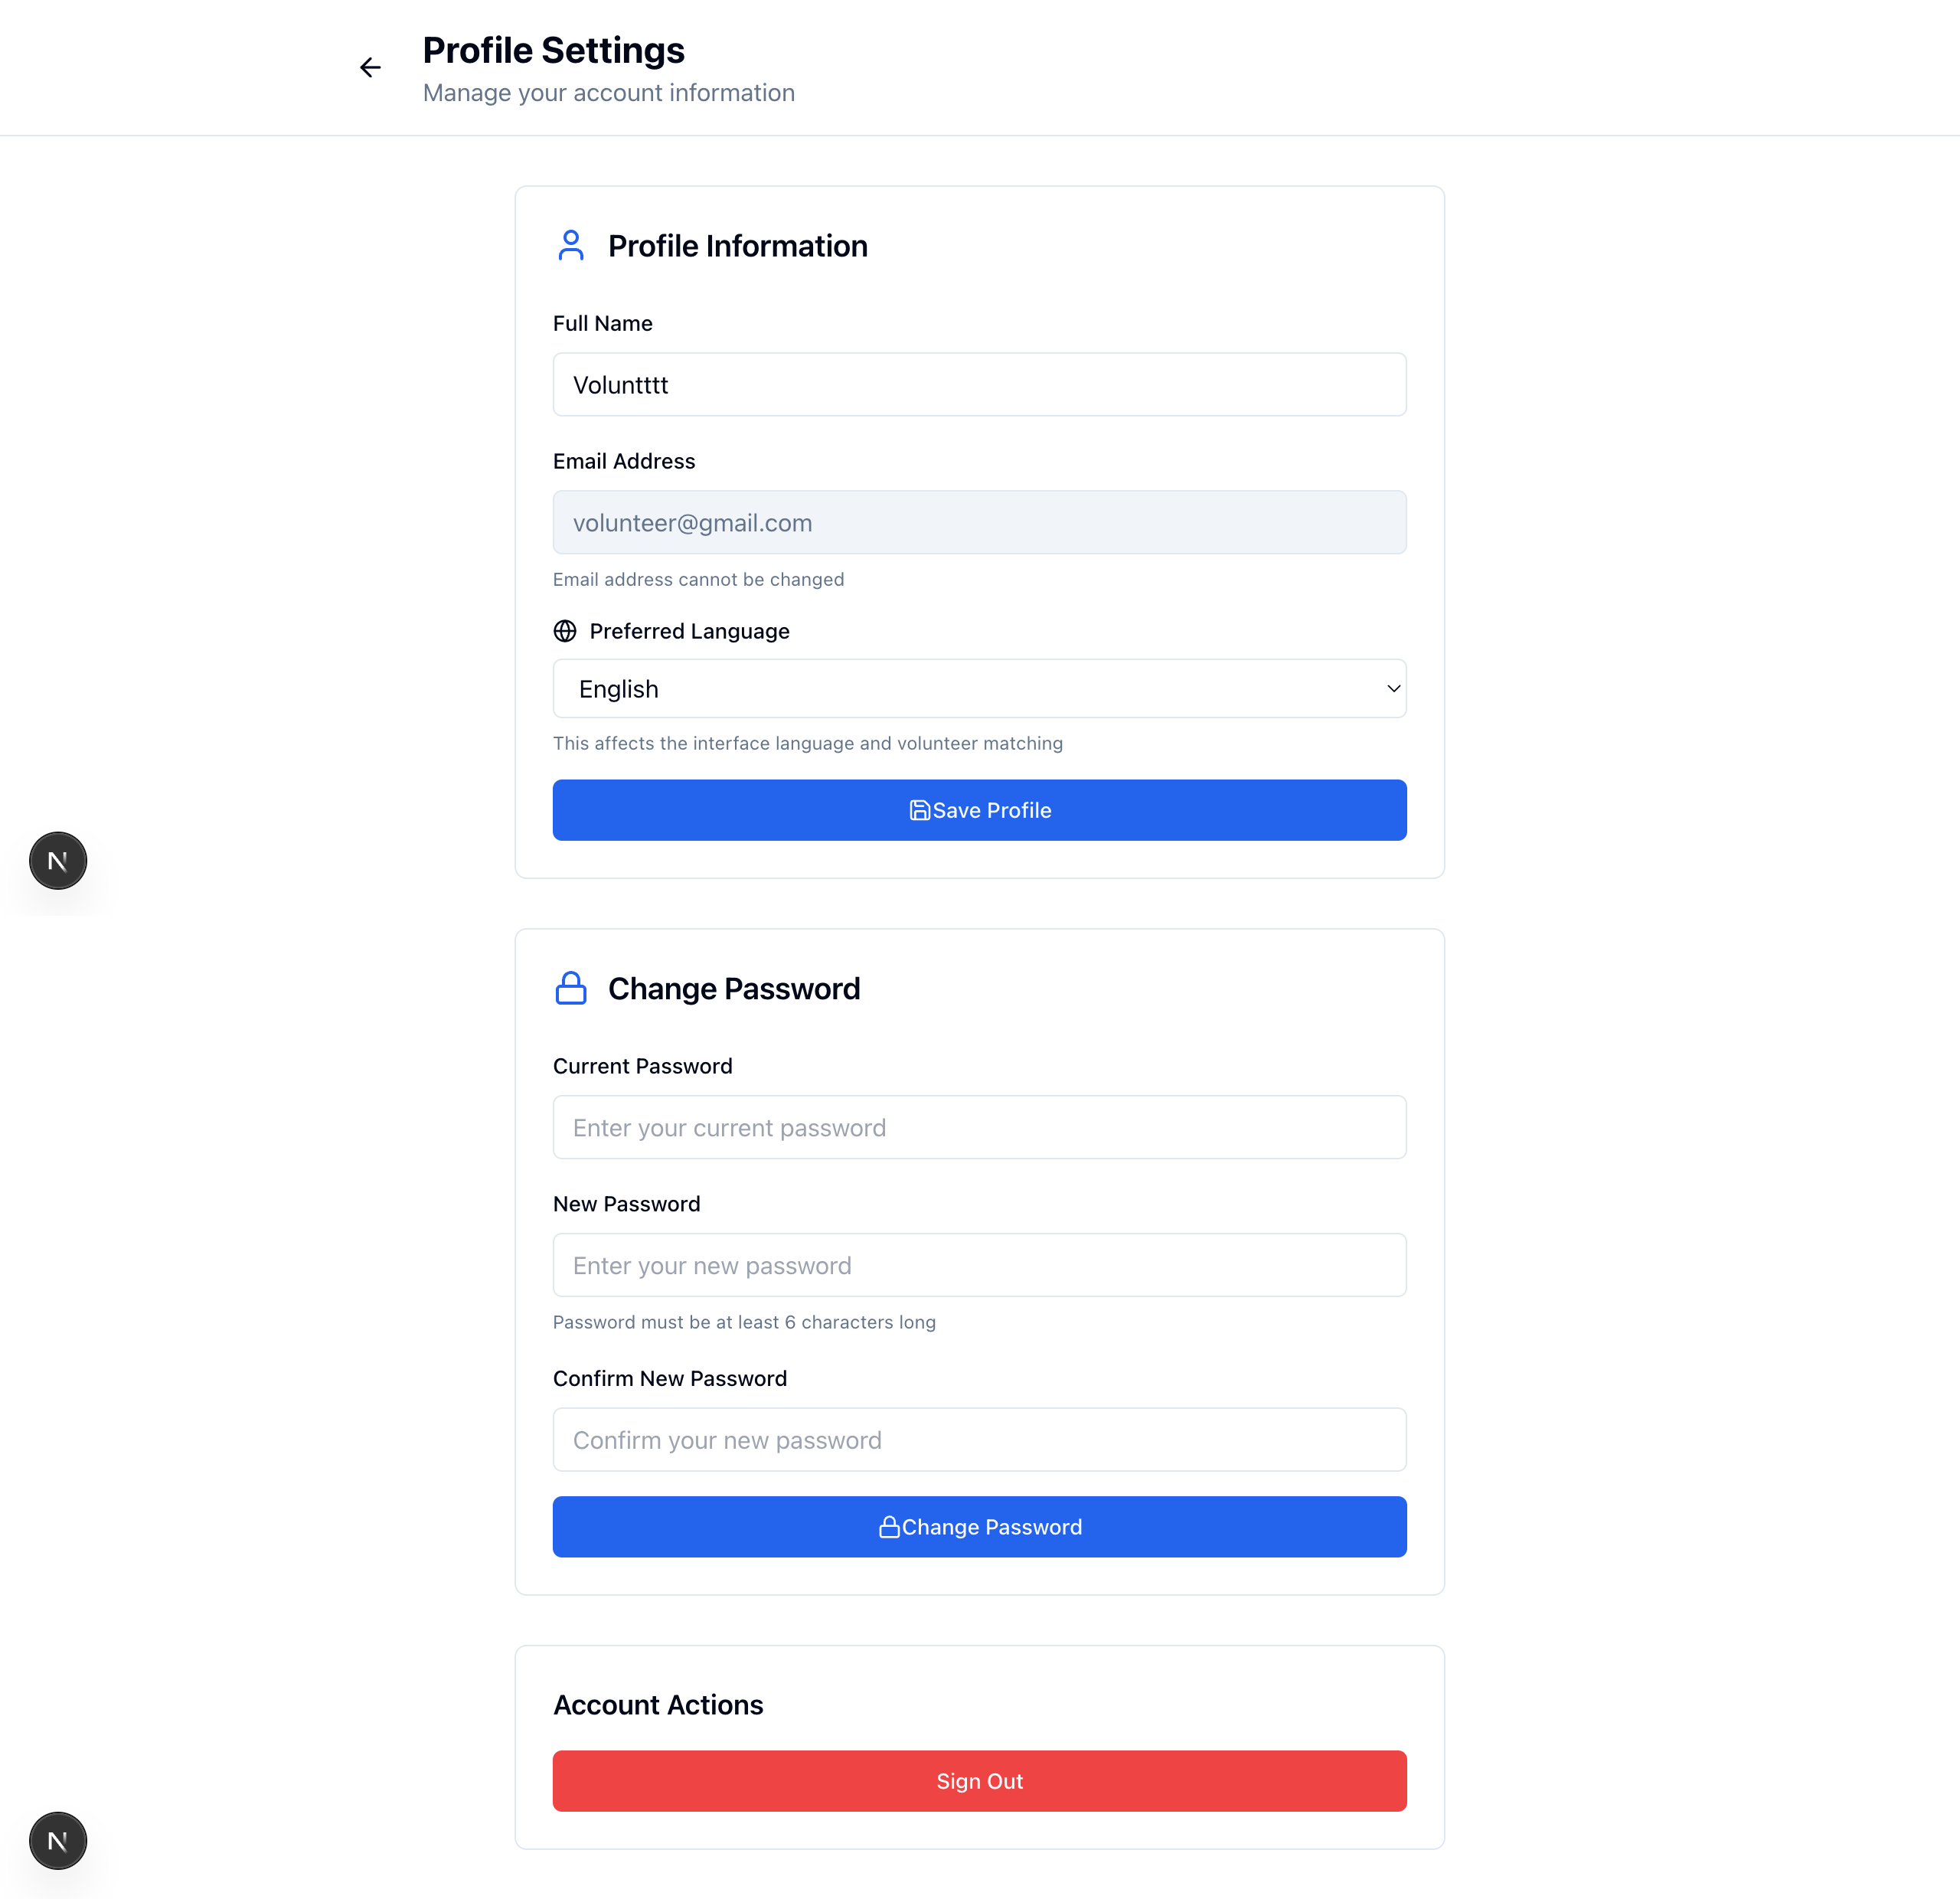 Profile Settings
Manage your account information
Profile Information
Full Name
Voluntttt
Email Address
volunteer@gmail.com
Email address cannot be changed
Preferred Language
English
This affects the interface language and volunteer matching
Save Profile
N
Change Password
Current Password
Enter your current password
New Password
Enter your new password
Password must be at least 6 characters long
Confirm New Password
Confirm your new password
Change Password
Account Actions
Sign Out
N